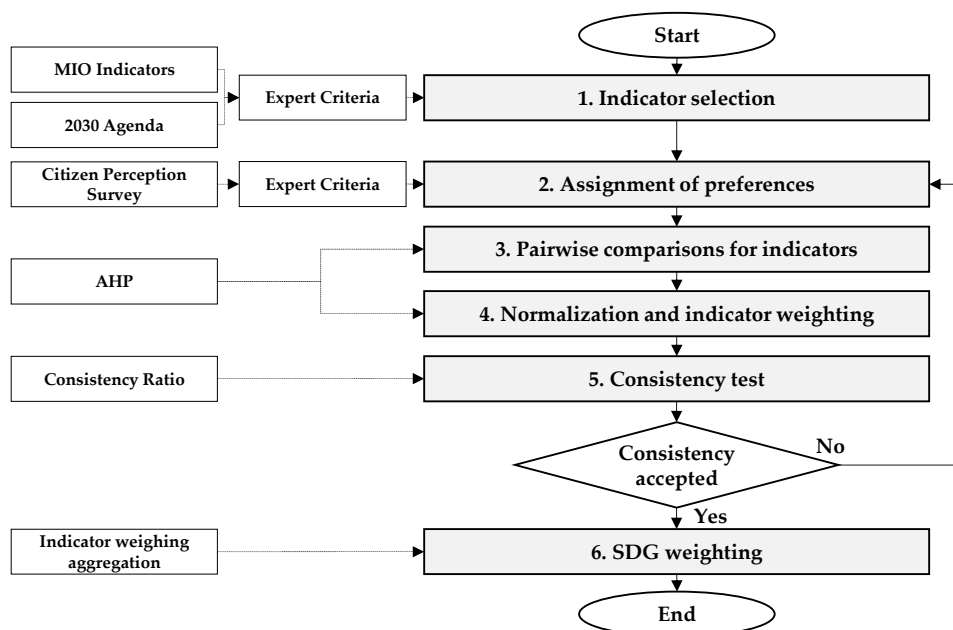 Start
MIO Indicators
Expert Criteria
1. Indicator selection
2030 Agenda
Citizen Perception
Survey
Expert Criteria
2. Assignment of preferences
3. Pairwise comparisons for indicators
AHP
4. Normalization and indicator weighting
Consistency Ratio
5. Consistency test
Consistency
accepted
No
Yes
Indicator weighing
aggregation
6. SDG weighting
End